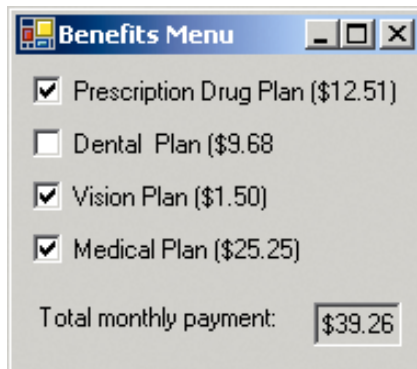 Benefits Menu
Prescription Drug Plan ($12.51)
Dental Plan ($9.68
Vision Plan ($1.50)
Medical Plan ($25.25)
Total monthly payment: $39.26